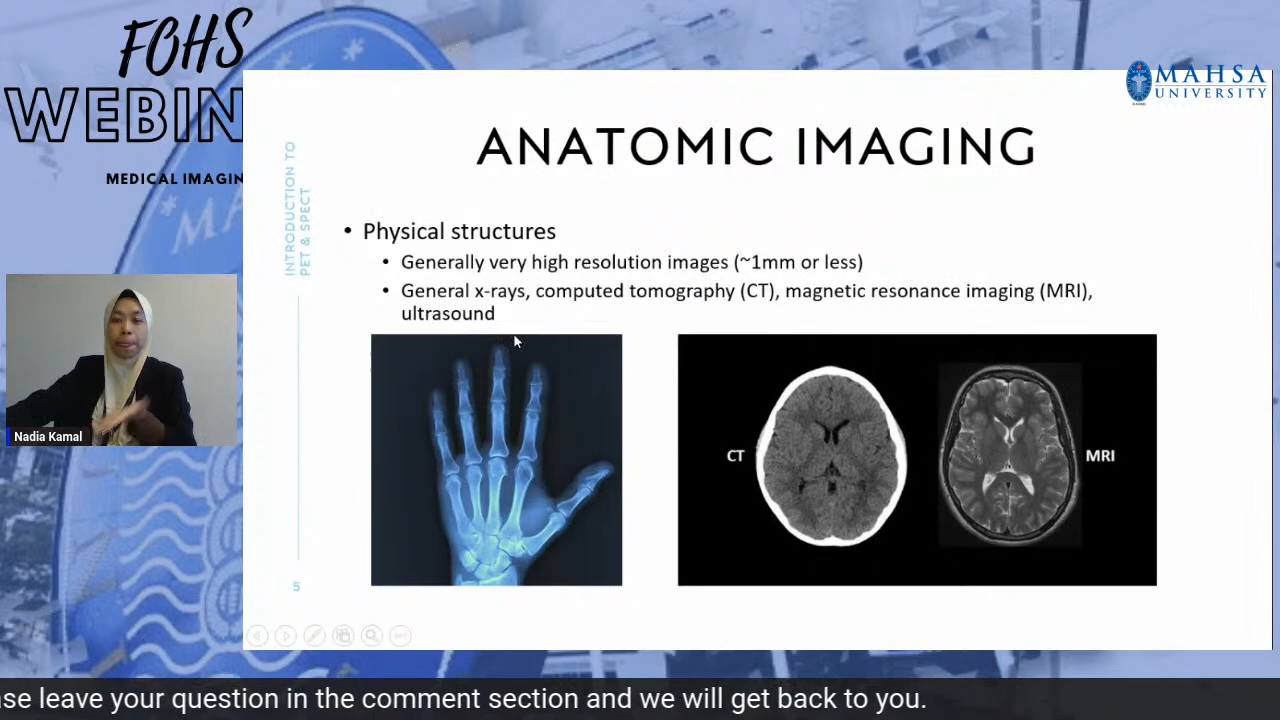 FOHS
WEBIN
MEDICAL IMAGIN
MAHSA
UNIVERSITY
INTRODUCTION TO
PET & SPECT
5
ANATOMIC IMAGING
• Physical structures
• Generally very high resolution images (~1mm or less)
• General x-rays, computed tomography (CT), magnetic resonance imaging (MRI),
ultrasound
CT
MRI
Nadia Kamal
MA
ase leave your question in the comment section and we will get back to you.